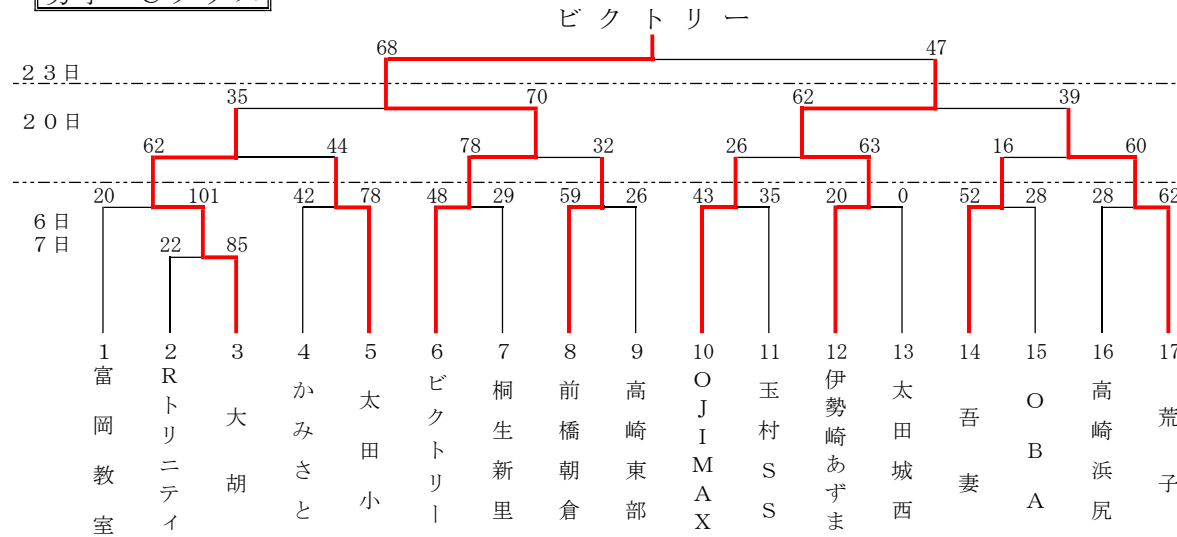 ビクトリー
68 47
23日
35 70 62 39
20日
62 44 78 32 26 63 16 60
20 101 42 78 48 29 59 26 43 35 20 0 52 28 28 62
6日
7日 22 85
1 2 3 4 5 6 7 8 9 10 11 12 13 14 15 16 17
富岡教室
Rトリニティ
大胡
かみさと
太田小
ビクトリー
桐生新里
前橋朝倉
高崎東部
OJIMAX
玉村SS
伊勢崎あずま
太田城西
吾妻
OBA
高崎浜尻
荒子